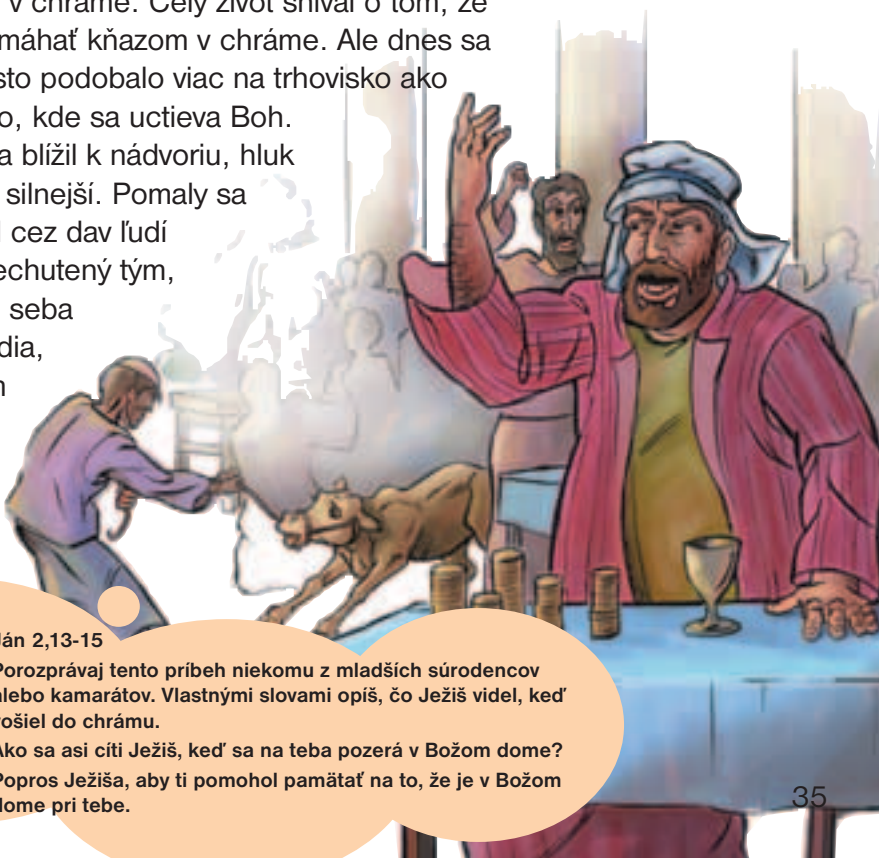 v chráme. Celý život sníval o tom, že
máhať kňazom v chráme. Ale dnes sa
sto podobalo viac na trhovisko ako
o, kde sa uctieva Boh.
a blížil k nádvoriu, hluk
silnejší. Pomaly sa
cez dav ľudí
echutený tým,
seba
dia,
Ján 2,13-15
Porozprávaj tento príbeh niekomu z mladších súrodencov
alebo kamarátov. Vlastnými slovami opíš, čo Ježiš videl, keď
ošiel do chrámu.
Ako sa asi cíti Ježiš, keď sa na teba pozerá v Božom dome?
Popros Ježiša, aby ti pomohol pamätať na to, že je v Božom
dome pri tebe.
35